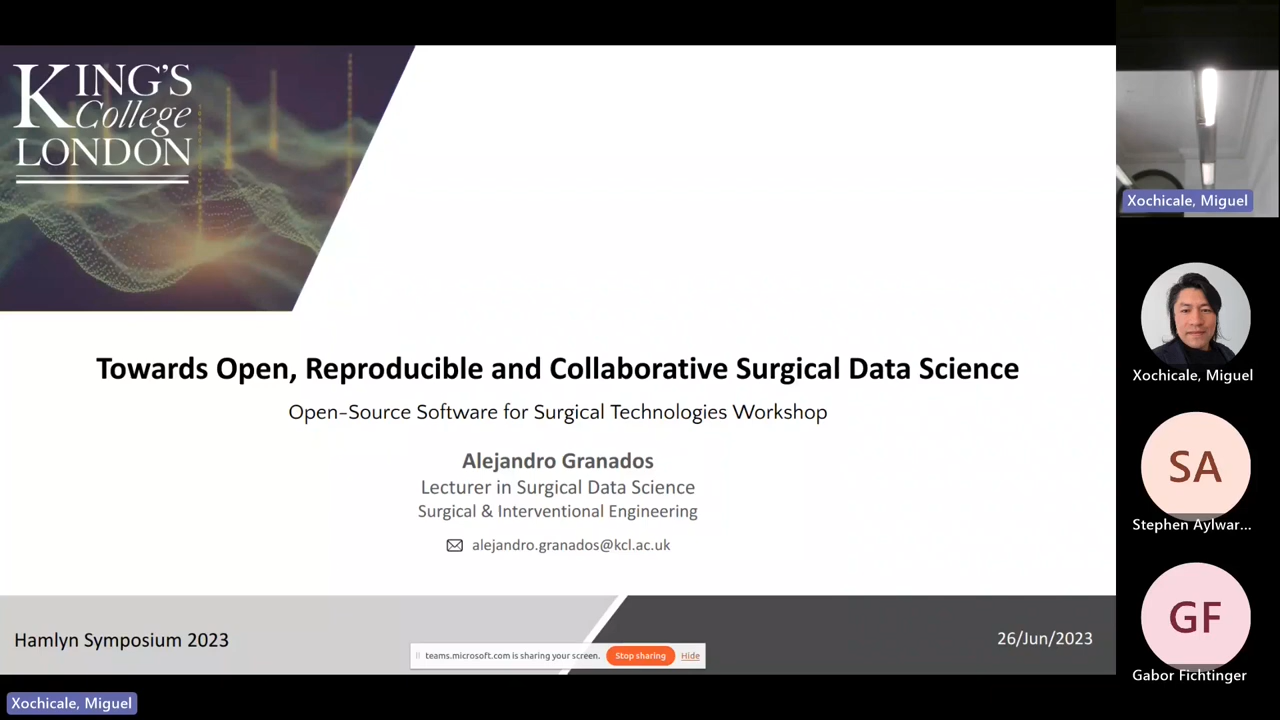 KING'S
College
LONDON
Towards Open, Reproducible and Collaborative Surgical Data Science
Open-Source Software for Surgical Technologies Workshop
Alejandro Granados
Lecturer in Surgical Data Science
Surgical & Interventional Engineering
alejandro.granados@kcl.ac.uk
Hamlyn Symposium 2023
26/Jun/2023
teams.microsoft.com is sharing your screen. Stop sharing Hide
Xochicale, Miguel
Xochicale, Miguel
Xochicale, Miguel
SA
Stephen Aylwar...
GF
Gabor Fichtinger